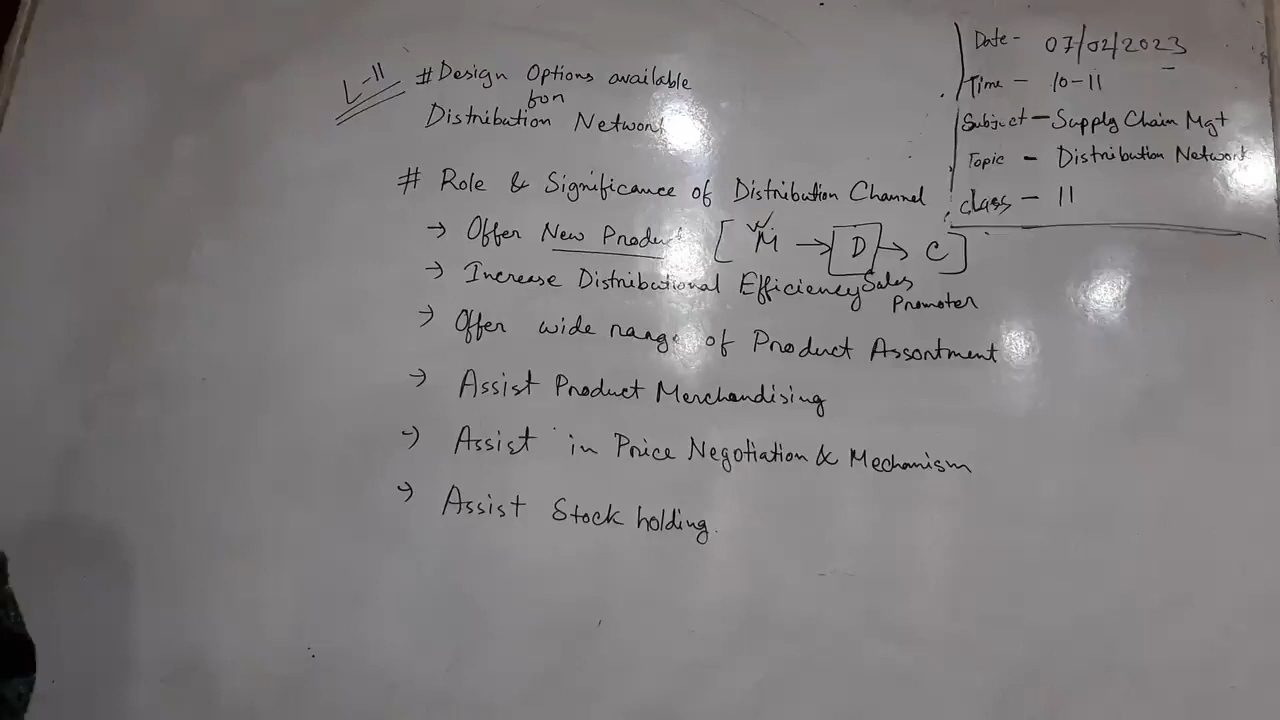 L-11
# Design Options available
for
Distribution Network
# Role & Significance of Distribution Channel
→ Offer New Product [ M → D → C ]
→ Increase Distributional Efficiency Sales
Promoter
→ Offer wide range of Product Assortment
→ Assist Product Merchandising
→ Assist in Price Negotiation & Mechanism
→ Assist Stock holding.
Date - 07/02/2023
Time - 10-11
Subject - Supply Chain Mgt
Topic - Distribution Network
Class - 11